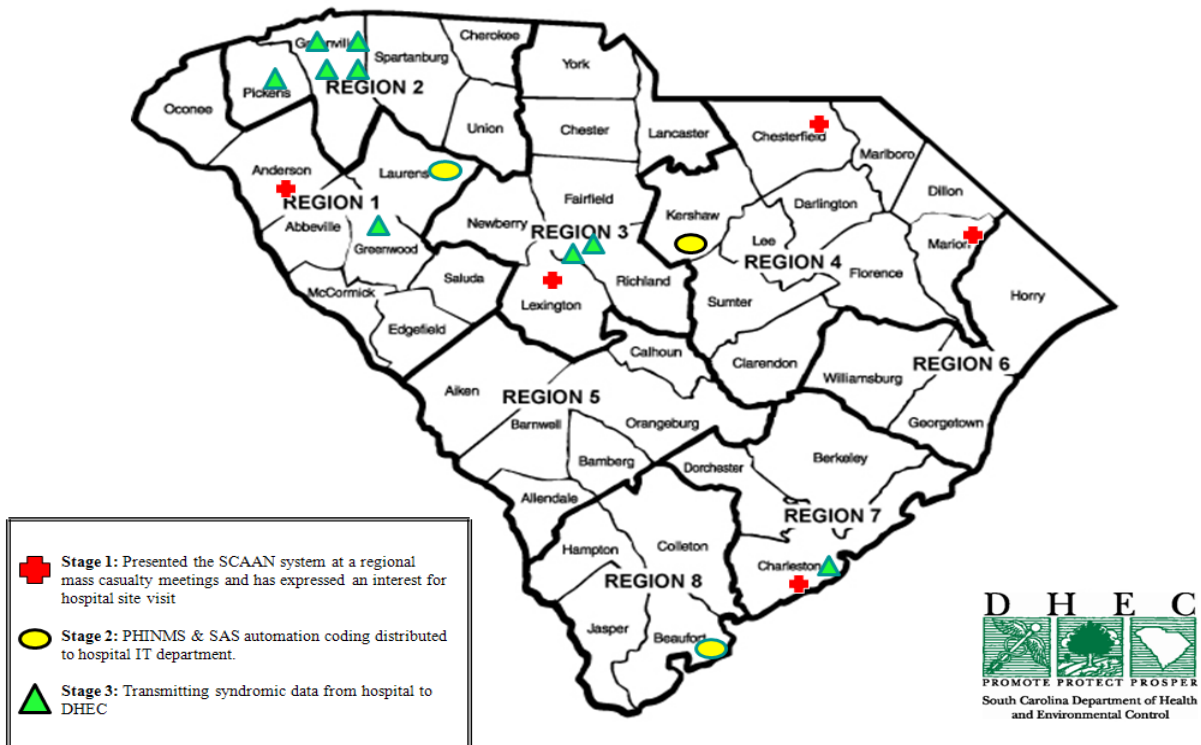 Cherokee
Greenville
Spartanburg
York
Pickens
REGION 2
Oconee
Union
Chester
Lancaster
Chesterfield
Marlboro
Anderson
Laurens
Dillon
REGION 1
Fairfield
Darlington
Newberry
Kershaw
Abbeville
REGION 3
Lee
Marion
Greenwood
REGION 4
Florence
Saluda
Richland
McCormick
Lexington
Sumter
Horry
Edgefield
Calhoun
Clarendon
REGION 6
Williamsburg
Aiken
REGION 5
Barnwell
Orangeburg
Georgetown
Bamberg
Dorchester
Berkeley
Allendale
REGION 7
Hampton
Colleton
Charleston
REGION 8
Jasper
Beaufort
Stage 1: Presented the SCAAN system at a regional
mass casualty meetings and has expressed an interest for
hospital site visit
Stage 2: PHINMS & SAS automation coding distributed
to hospital IT department.
Stage 3: Transmitting syndromic data from hospital to
DHEC
D H E C
PROMOTE PROTECT PROSPER
South Carolina Department of Health
and Environmental Control